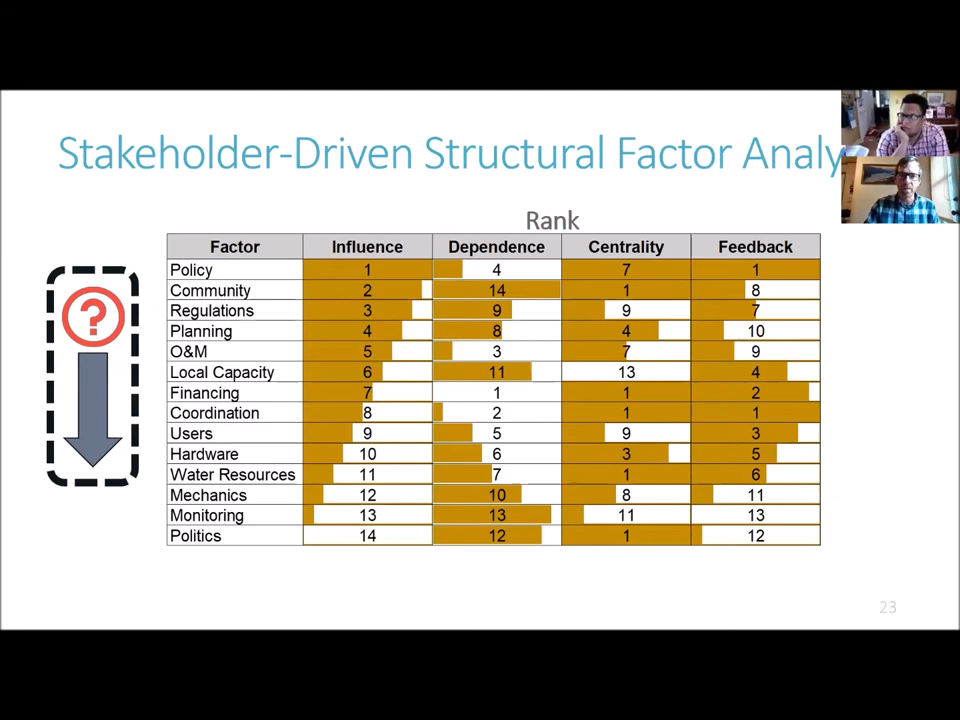 Stakeholder-Driven Structural Factor Analy
Rank
Factor Influence Dependence Centrality Feedback
Policy 1 4 7 1
Community 2 14 1 8
Regulations 3 9 9 7
Planning 4 8 4 10
O&M 5 3 7 9
Local Capacity 6 11 13 4
Financing 7 1 1 2
Coordination 8 2 1 1
Users 9 5 9 3
Hardware 10 6 3 5
Water Resources 11 7 1 6
Mechanics 12 10 8 11
Monitoring 13 13 11 13
Politics 14 12 1 12
?
23